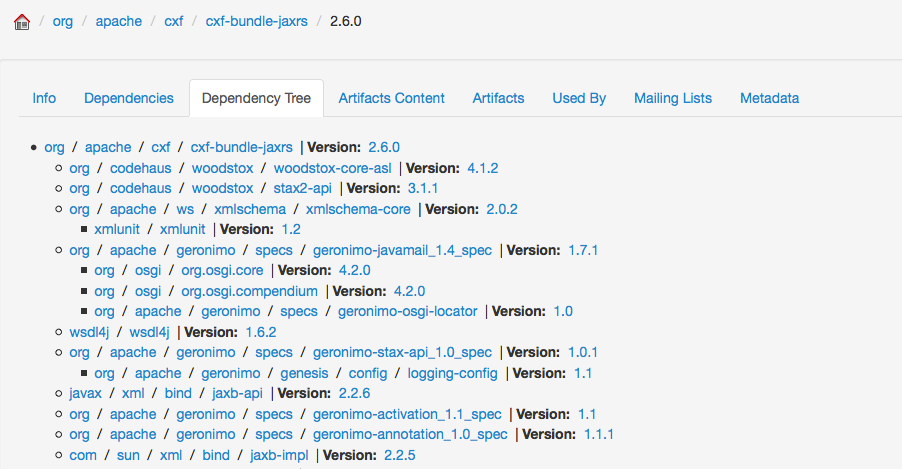 / org / apache / cxf / cxf-bundle-jaxrs / 2.6.0
Info Dependencies Dependency Tree Artifacts Content Artifacts Used By Mailing Lists Metadata
org / apache / cxf / cxf-bundle-jaxrs | Version: 2.6.0
org / codehaus / woodstox / woodstox-core-asl | Version: 4.1.2
org / codehaus / woodstox / stax2-api | Version: 3.1.1
org / apache / ws / xmlschema / xmlschema-core | Version: 2.0.2
xmlunit / xmlunit | Version: 1.2
org / apache / geronimo / specs / geronimo-javamail_1.4_spec | Version: 1.7.1
org / osgi / org.osgi.core | Version: 4.2.0
org / osgi / org.osgi.compendium | Version: 4.2.0
org / apache / geronimo / specs / geronimo-osgi-locator | Version: 1.0
wsdl4j / wsdl4j | Version: 1.6.2
org / apache / geronimo / specs / geronimo-stax-api_1.0_spec | Version: 1.0.1
org / apache / geronimo / genesis / config / logging-config | Version: 1.1
javax / xml / bind / jaxb-api | Version: 2.2.6
org / apache / geronimo / specs / geronimo-activation_1.1_spec | Version: 1.1
org / apache / geronimo / specs / geronimo-annotation_1.0_spec | Version: 1.1.1
com / sun / xml / bind / jaxb-impl | Version: 2.2.5